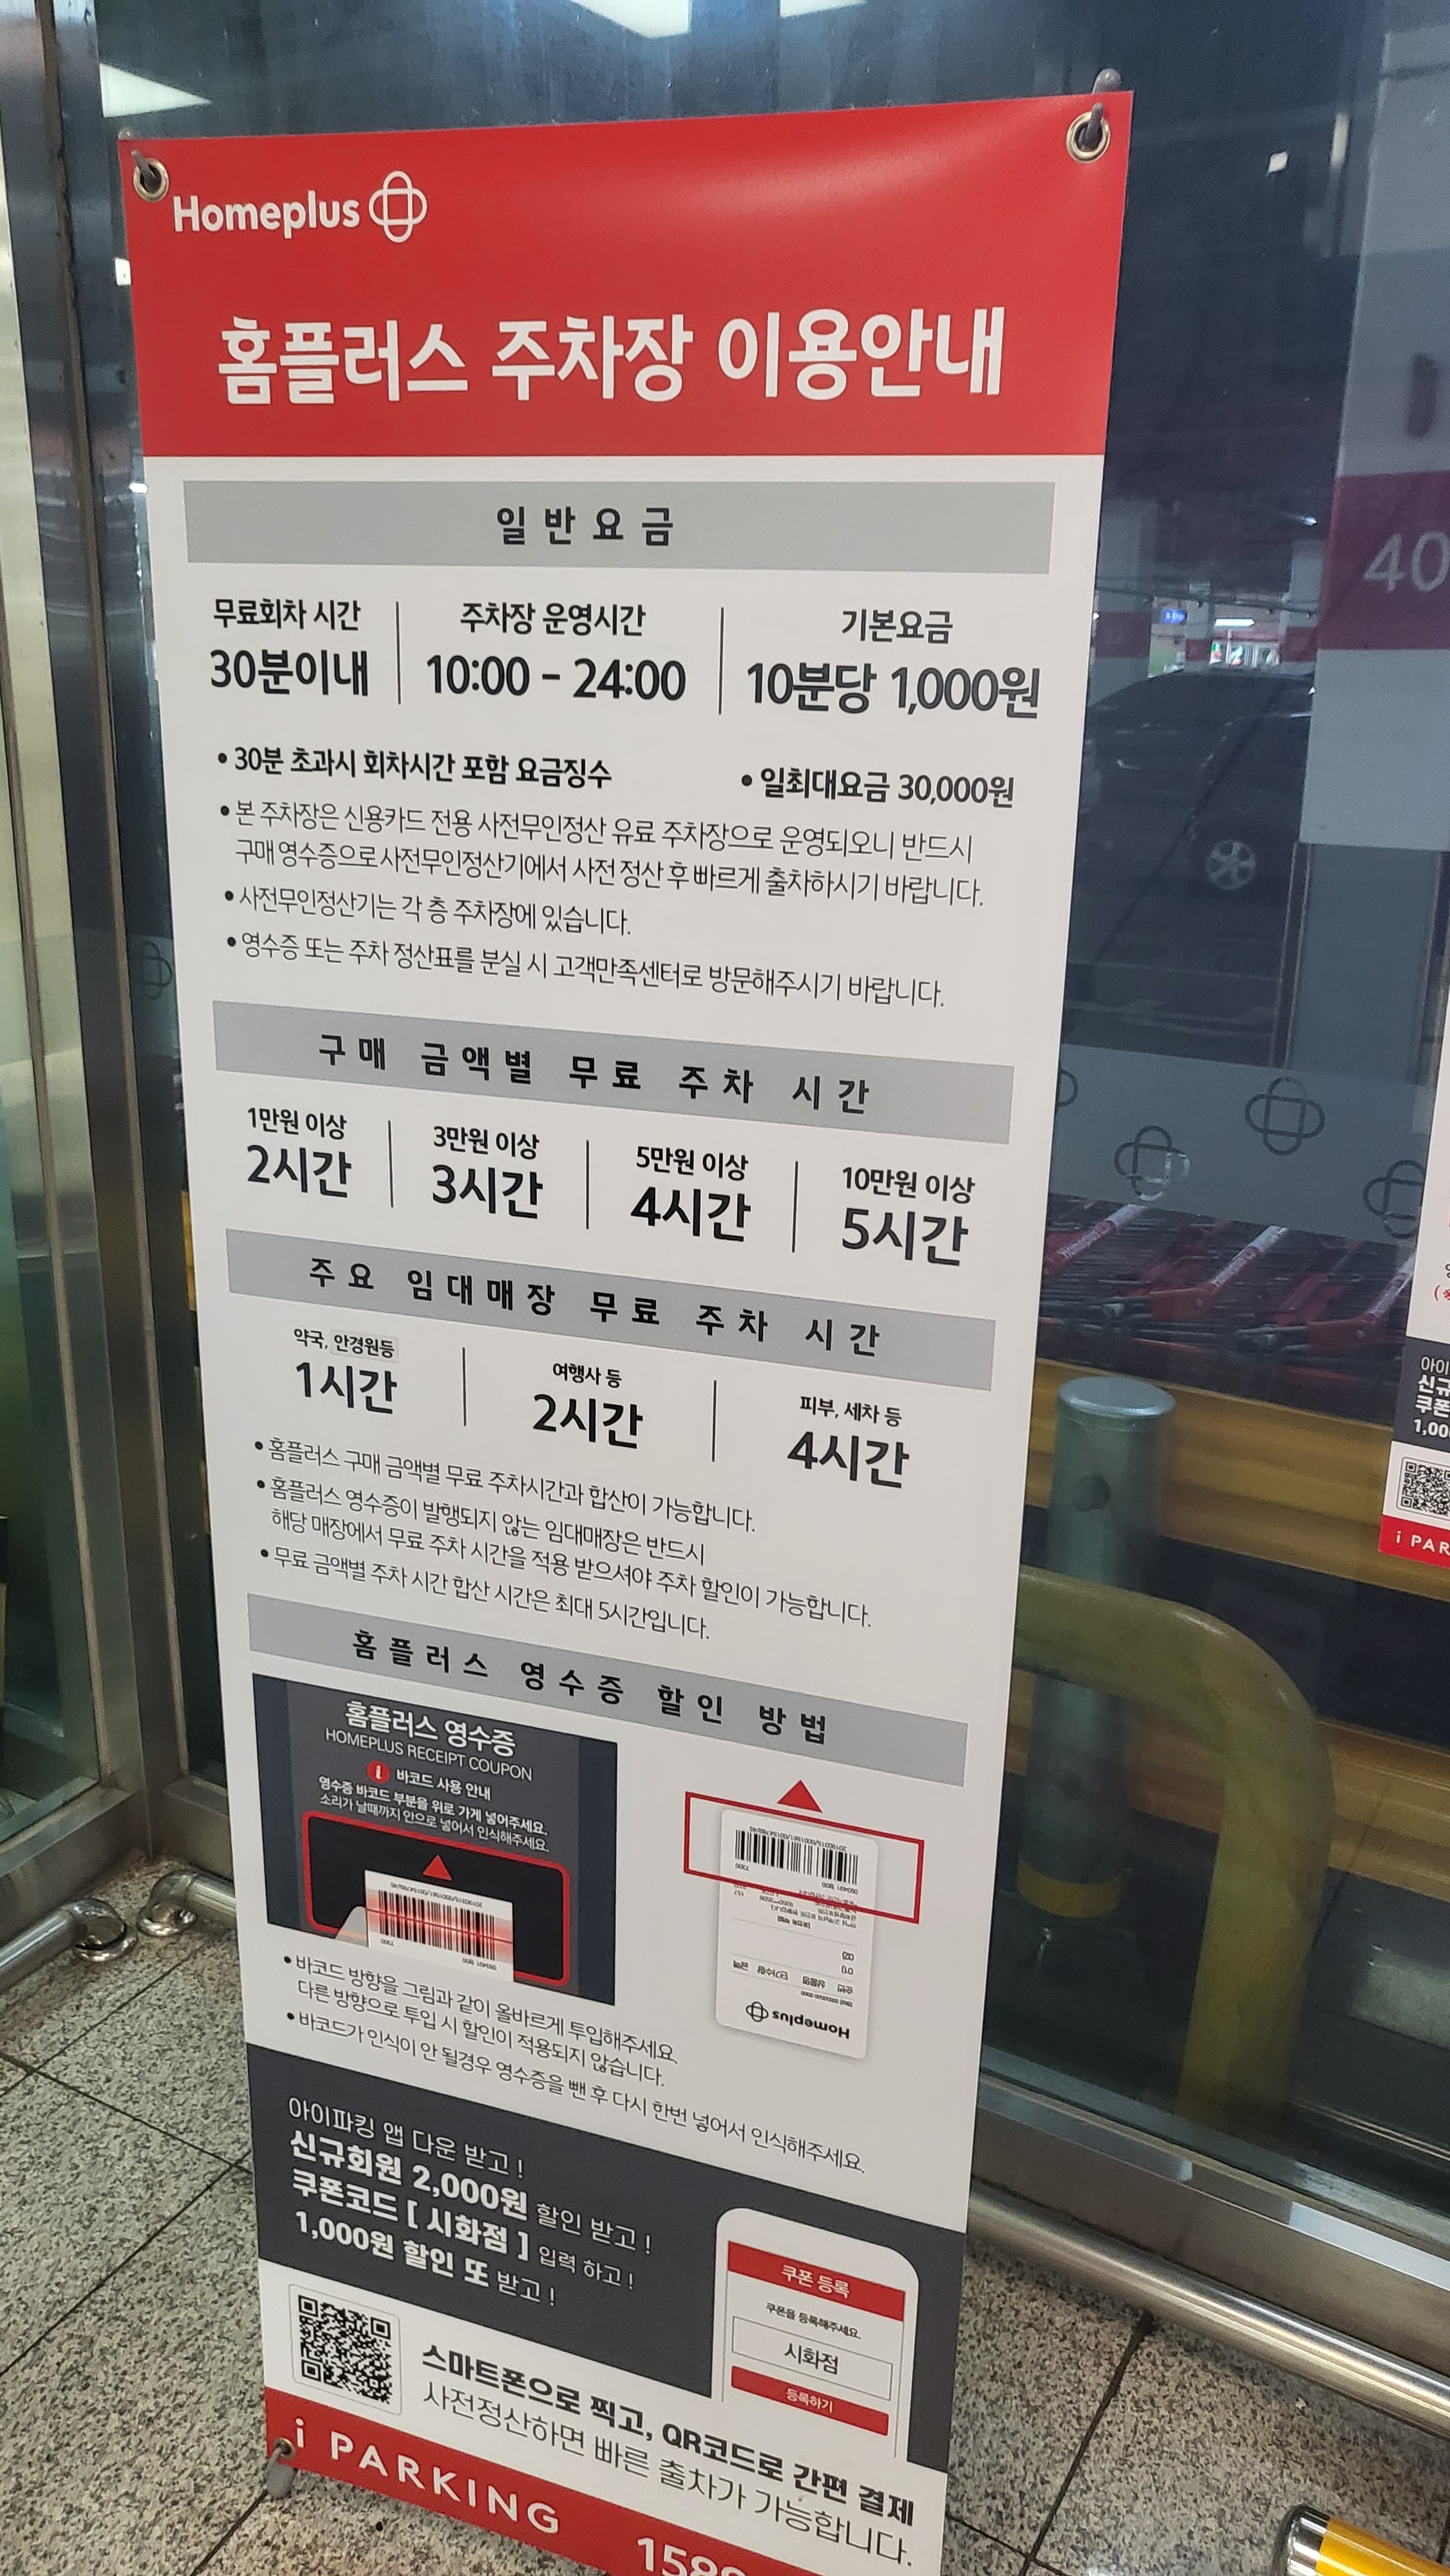 Homeplus
홈플러스 주차장 이용안내
일반요금
무료회차 시간
30분이내
주차장 운영시간
10:00 - 24:00
기본요금
10분당 1,000원
• 30분 초과시 회차시간 포함 요금징수
• 일최대요금 30,000원
• 본 주차장은 신용카드 전용 사전무인정산 유료 주차장으로 운영되오니 반드시
구매 영수증으로 사전무인정산기에서 사전 정산 후 빠르게 출차하시기 바랍니다.
• 사전무인정산기는 각 층 주차장에 있습니다.
• 영수증 또는 주차 정산표를 분실 시 고객만족센터로 방문해주시기 바랍니다.
구매 금액별 무료 주차 시간
1만원 이상
2시간
3만원 이상
3시간
5만원 이상
4시간
10만원 이상
5시간
주요 임대매장 무료 주차 시간
약국, 안경원등
1시간
여행사 등
2시간
피부, 세차 등
4시간
• 홈플러스 구매 금액별 무료 주차시간과 합산이 가능합니다.
• 홈플러스 영수증이 발행되지 않는 임대매장은 반드시
해당 매장에서 무료 주차 시간을 적용 받으셔야 주차 할인이 가능합니다.
• 무료 금액별 주차 시간 합산 시간은 최대 5시간입니다.
홈플러스 영수증 할인 방법
홈플러스 영수증
HOMEPLUS RECEIPT COUPON
i 바코드 사용 안내
영수증 바코드 부분을 위로 가게 넣어주세요.
소리가 날때까지 안으로 넣어서 인식해주세요.
Homeplus
• 바코드 방향을 그림과 같이 올바르게 투입해주세요.
다른 방향으로 투입 시 할인이 적용되지 않습니다.
• 바코드가 인식이 안 될경우 영수증을 뺀 후 다시 한번 넣어서 인식해주세요.
아이파킹 앱 다운 받고 !
신규회원 2,000원 할인 받고 !
쿠폰코드 [ 시화점 ] 입력 하고 !
1,000원 할인 또 받고 !
쿠폰 등록
쿠폰을 등록해주세요.
시화점
등록하기
스마트폰으로 찍고, QR코드로 간편 결제
사전정산하면 빠른 출차가 가능합니다.
i PARKING
158
40
아이
신규
쿠폰
1,00
i PAR